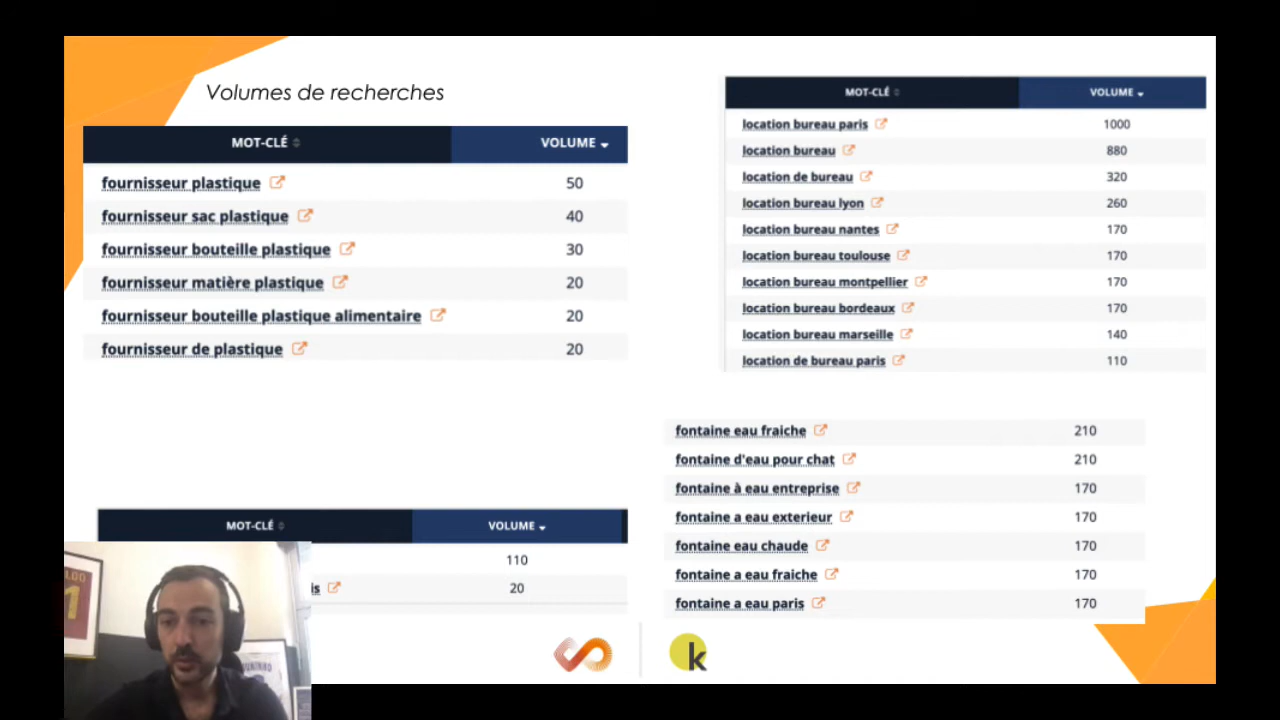 Volumes de recherches
MOT-CLÉ VOLUME
fournisseur plastique 50
fournisseur sac plastique 40
fournisseur bouteille plastique 30
fournisseur matière plastique 20
fournisseur bouteille plastique alimentaire 20
fournisseur de plastique 20
MOT-CLÉ VOLUME
location bureau paris 1000
location bureau 880
location de bureau 320
location bureau lyon 260
location bureau nantes 170
location bureau toulouse 170
location bureau montpellier 170
location bureau bordeaux 170
location bureau marseille 140
location de bureau paris 110
fontaine eau fraiche 210
fontaine d'eau pour chat 210
fontaine à eau entreprise 170
fontaine a eau exterieur 170
fontaine eau chaude 170
fontaine a eau fraiche 170
fontaine a eau paris 170
MOT-CLÉ VOLUME
110
is 20
k